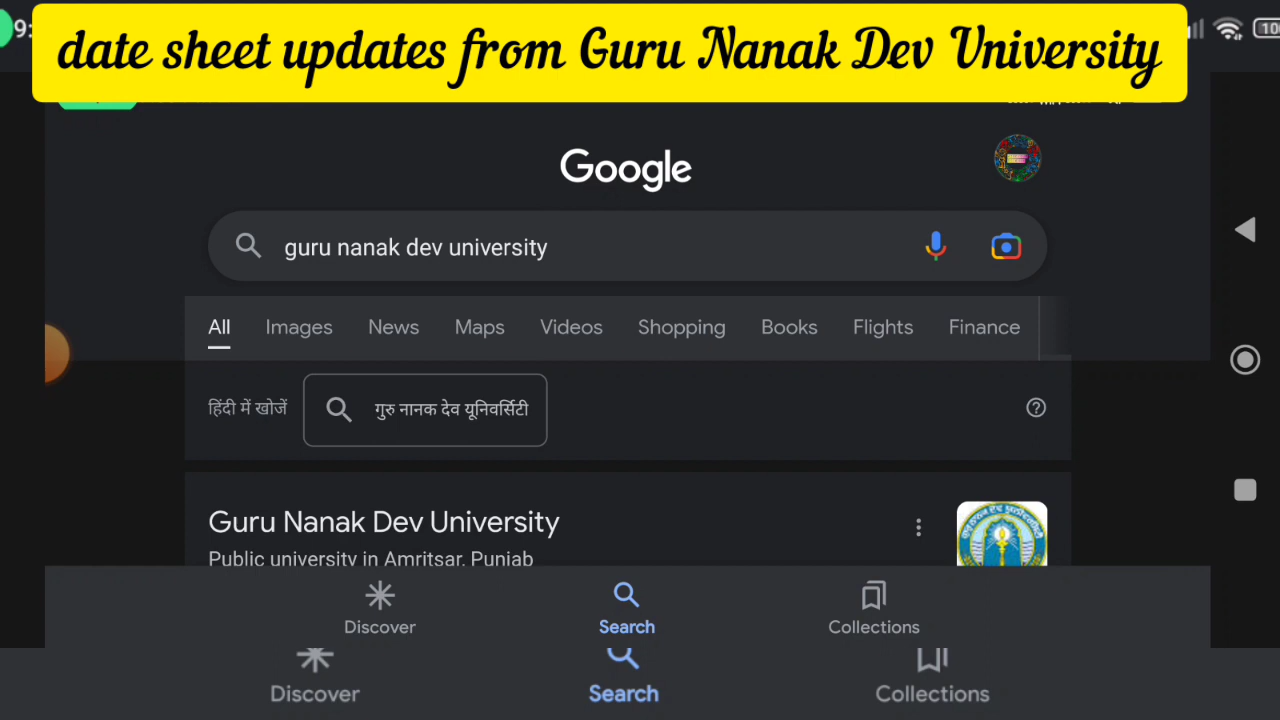 9:
date sheet updates from Guru Nanak Dev University
Google
guru nanak dev university
All Images News Maps Videos Shopping Books Flights Finance
हिंदी में खोजें गुरु नानक देव यूनिवर्सिटी
Guru Nanak Dev University
Public university in Amritsar, Punjab
Discover Search Collections
Discover Search Collections